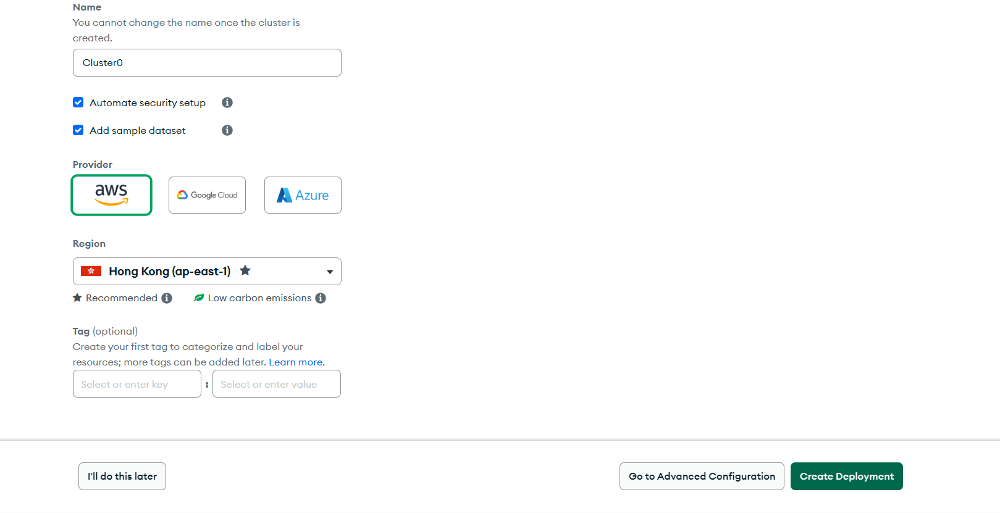 Name
You cannot change the name once the cluster is
created.
Cluster0
Automate security setup
Add sample dataset
Provider
aws
Google Cloud
Azure
Region
Hong Kong (ap-east-1)
Recommended
Low carbon emissions
Tag (optional)
Create your first tag to categorize and label your
resources; more tags can be added later. Learn more.
Select or enter key : Select or enter value
I'll do this later
Go to Advanced Configuration
Create Deployment